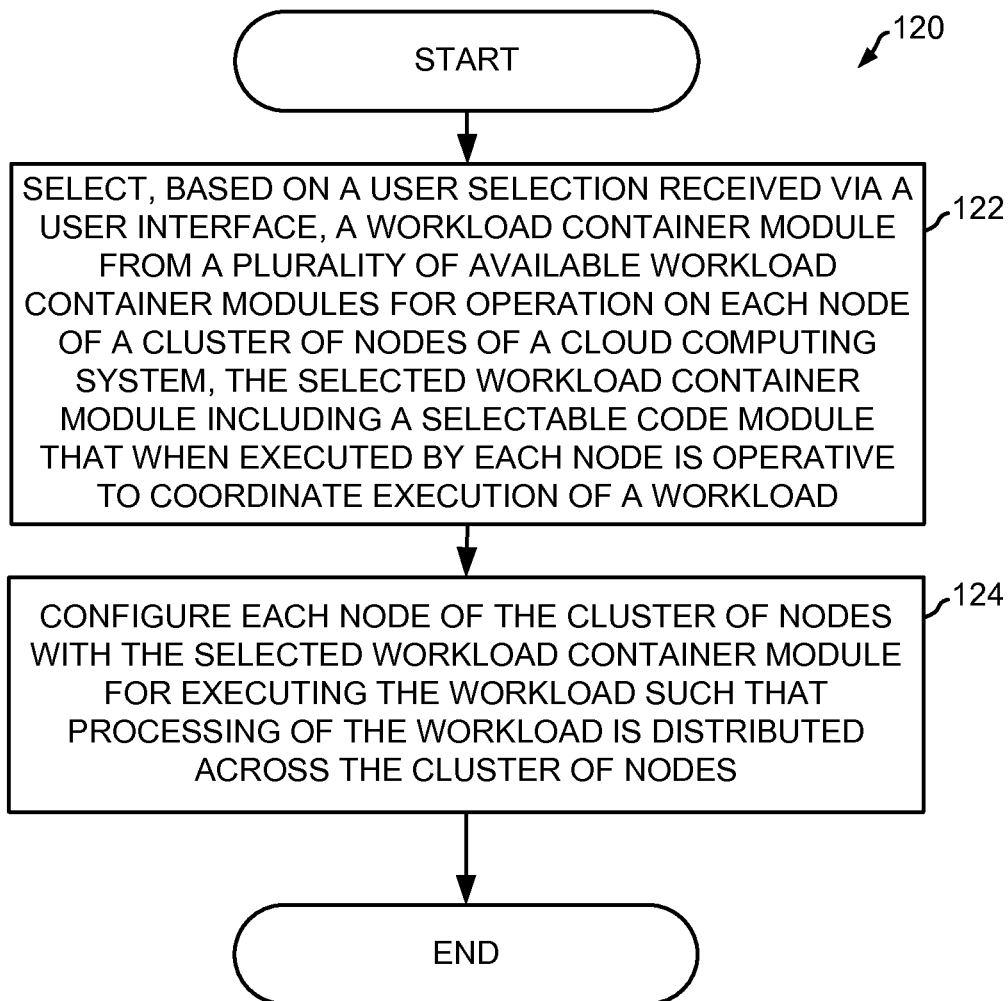 120
START
SELECT, BASED ON A USER SELECTION RECEIVED VIA A
USER INTERFACE, A WORKLOAD CONTAINER MODULE
FROM A PLURALITY OF AVAILABLE WORKLOAD
CONTAINER MODULES FOR OPERATION ON EACH NODE
OF A CLUSTER OF NODES OF A CLOUD COMPUTING
SYSTEM, THE SELECTED WORKLOAD CONTAINER
MODULE INCLUDING A SELECTABLE CODE MODULE
THAT WHEN EXECUTED BY EACH NODE IS OPERATIVE
TO COORDINATE EXECUTION OF A WORKLOAD
122
CONFIGURE EACH NODE OF THE CLUSTER OF NODES
WITH THE SELECTED WORKLOAD CONTAINER MODULE
FOR EXECUTING THE WORKLOAD SUCH THAT
PROCESSING OF THE WORKLOAD IS DISTRIBUTED
ACROSS THE CLUSTER OF NODES
124
END